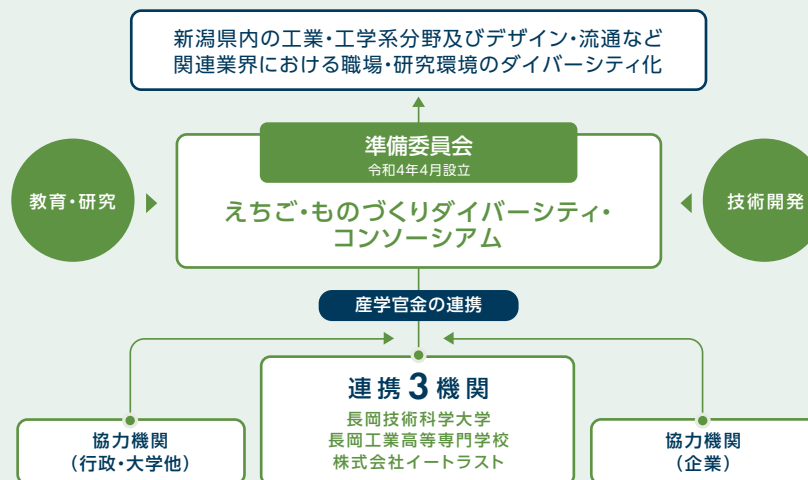 新潟県内の工業・工学系分野及びデザイン・流通など
関連業界における職場・研究環境のダイバーシティ化
準備委員会
令和4年4月設立
教育・研究
えちご・ものづくりダイバーシティ・
コンソーシアム
技術開発
産学官金の連携
連携3機関
長岡技術科学大学
長岡工業高等専門学校
株式会社イートラスト
協力機関
(行政・大学他)
協力機関
(企業)